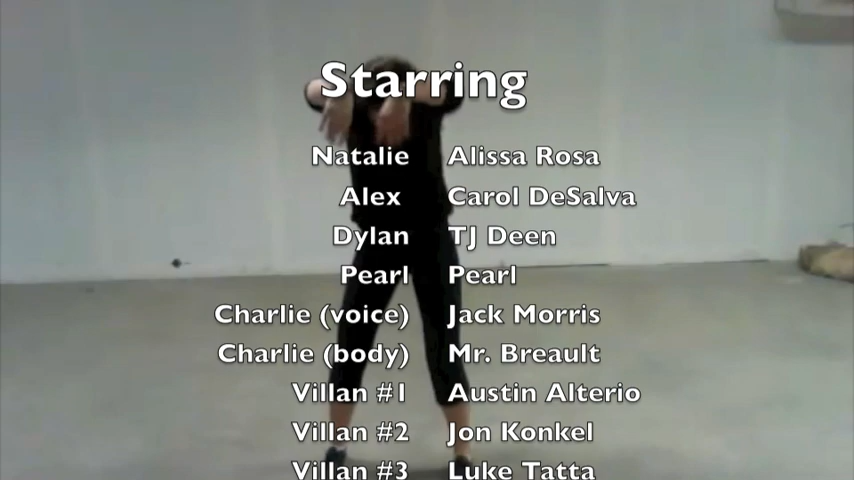 Starring
Natalie Alissa Rosa
Alex Carol DeSalva
Dylan TJ Deen
Pearl Pearl
Charlie (voice) Jack Morris
Charlie (body) Mr. Breault
Villan #1 Austin Alterio
Villan #2 Jon Konkel
Villan #3 Luke Tatta